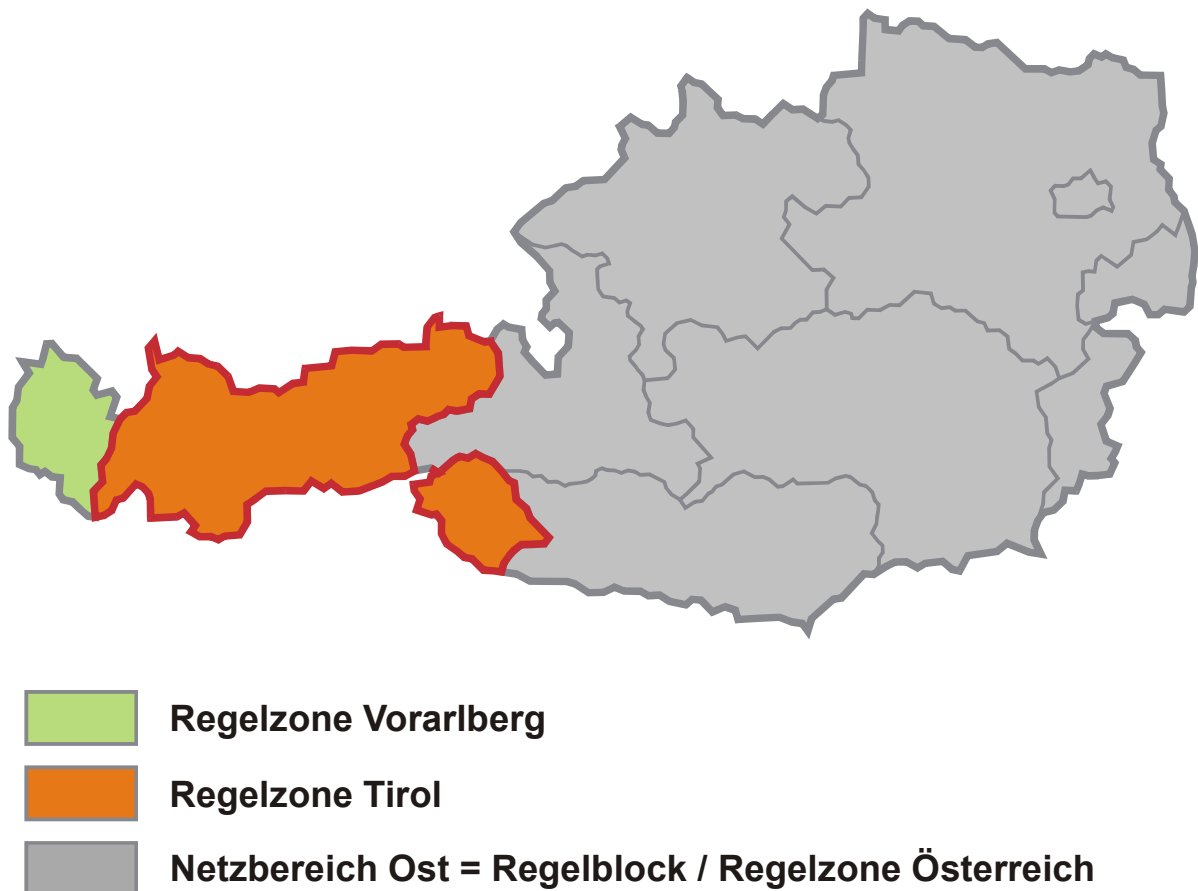 Regelzone Vorarlberg
Regelzone Tirol
Netzbereich Ost = Regelblock / Regelzone Österreich